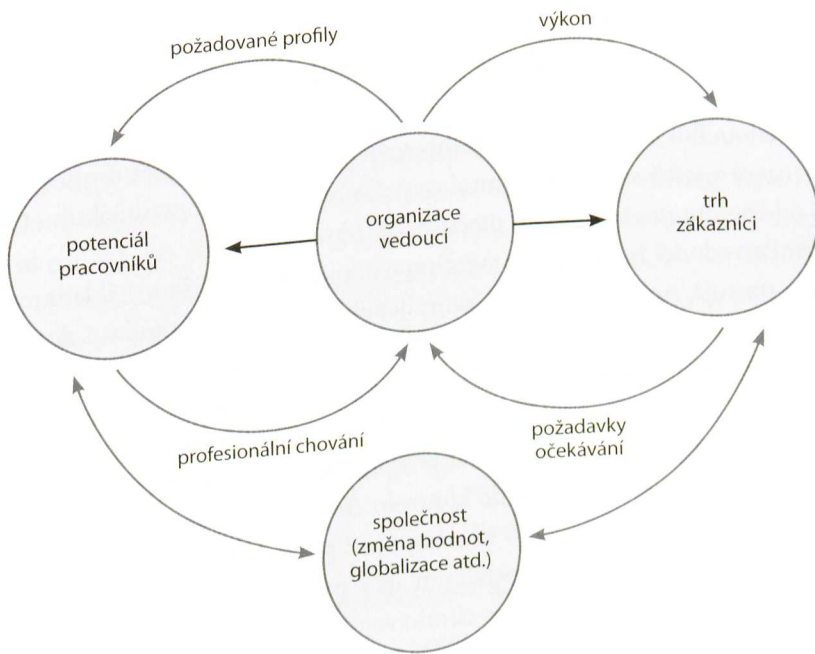 požadované profily
výkon
potenciál
pracovníků
organizace
vedoucí
trh
zákazníci
profesionální chování
požadavky
očekávání
společnost
(změna hodnot,
globalizace atd.)